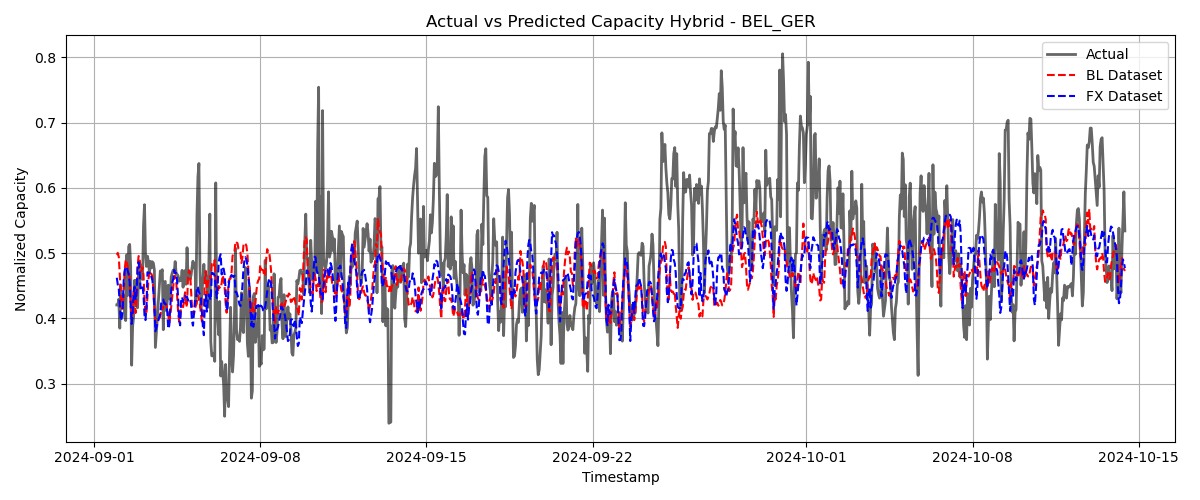 Actual vs Predicted Capacity Hybrid - BEL_GER
Actual
BL Dataset
FX Dataset
Normalized Capacity
0.8
0.7
0.6
0.5
0.4
0.3
2024-09-01
2024-09-08
2024-09-15
2024-09-22
2024-10-01
2024-10-08
2024-10-15
Timestamp